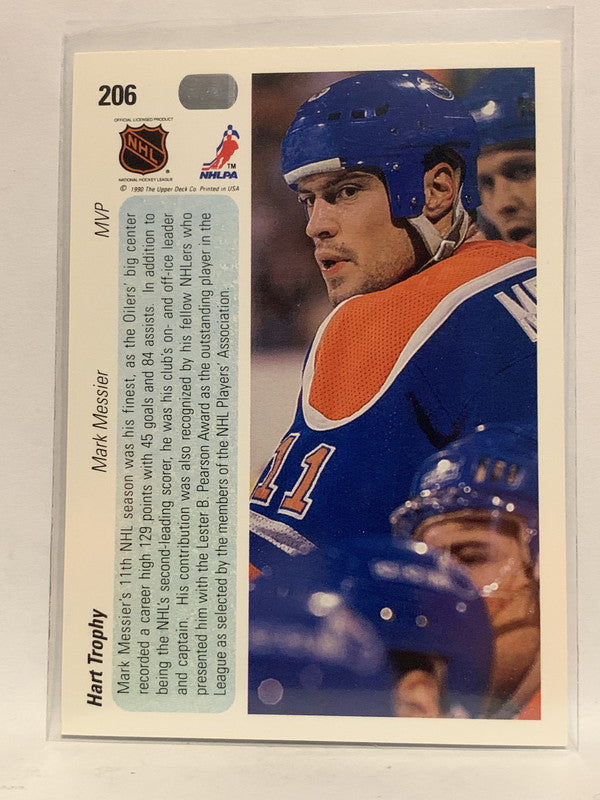 206
OFFICIAL LICENSED PRODUCT
NHL
NATIONAL HOCKEY LEAGUE
NHLPA
TM
© 1990 The Upper Deck Co. Printed in USA
Hart Trophy Mark Messier MVP
Mark Messier's 11th NHL season was his finest, as the Oilers' big center
recorded a career high 129 points with 45 goals and 84 assists. In addition to
being the NHL's second-leading scorer, he was his club's on- and off-ice leader
and captain. His contribution was also recognized by his fellow NHLers who
presented him with the Lester B. Pearson Award as the outstanding player in the
League as selected by the members of the NHL Players' Association.
11